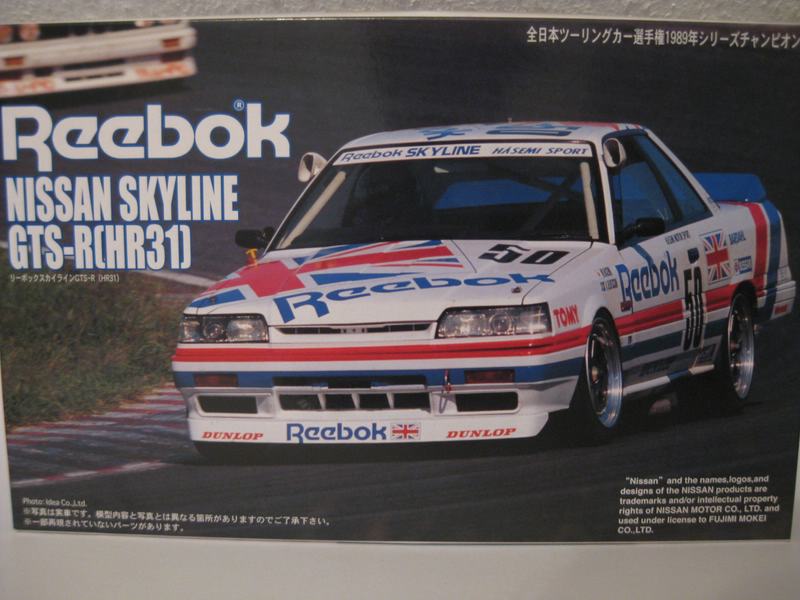 全日本ツーリングカー選手権1989年シリーズチャンピオン
Reebok®
NISSAN SKYLINE
GTS-R(HR31)
リーボックスカイラインGTS-R (HR31)
Reebok SKYLINE HASEMI SPORT
50
Reebok
Reebok
TOMY
50
DUNLOP Reebok DUNLOP
Photo: Idea Co.,Ltd.
※写真は実車です。模型内容と写真とは異なる箇所がありますのでご了承下さい。
※一部再現されていないパーツがあります。
"Nissan" and the names,logos,and
designs of the NISSAN products are
trademarks and/or intellectual property
rights of NISSAN MOTOR CO., LTD. and
used under license to FUJIMI MOKEI
CO.,LTD.